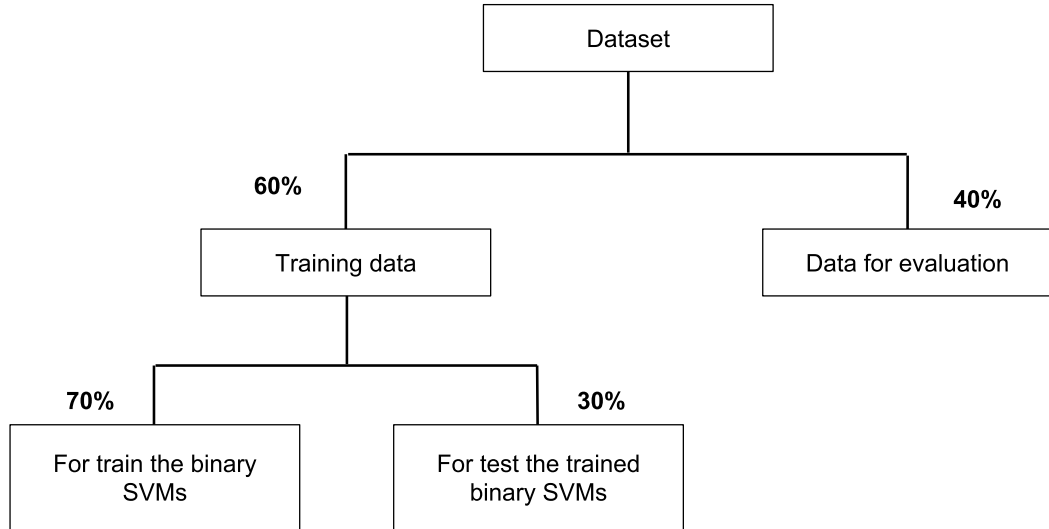 Dataset
60%
40%
Training data
Data for evaluation
70%
30%
For train the binary
SVMs
For test the trained
binary SVMs